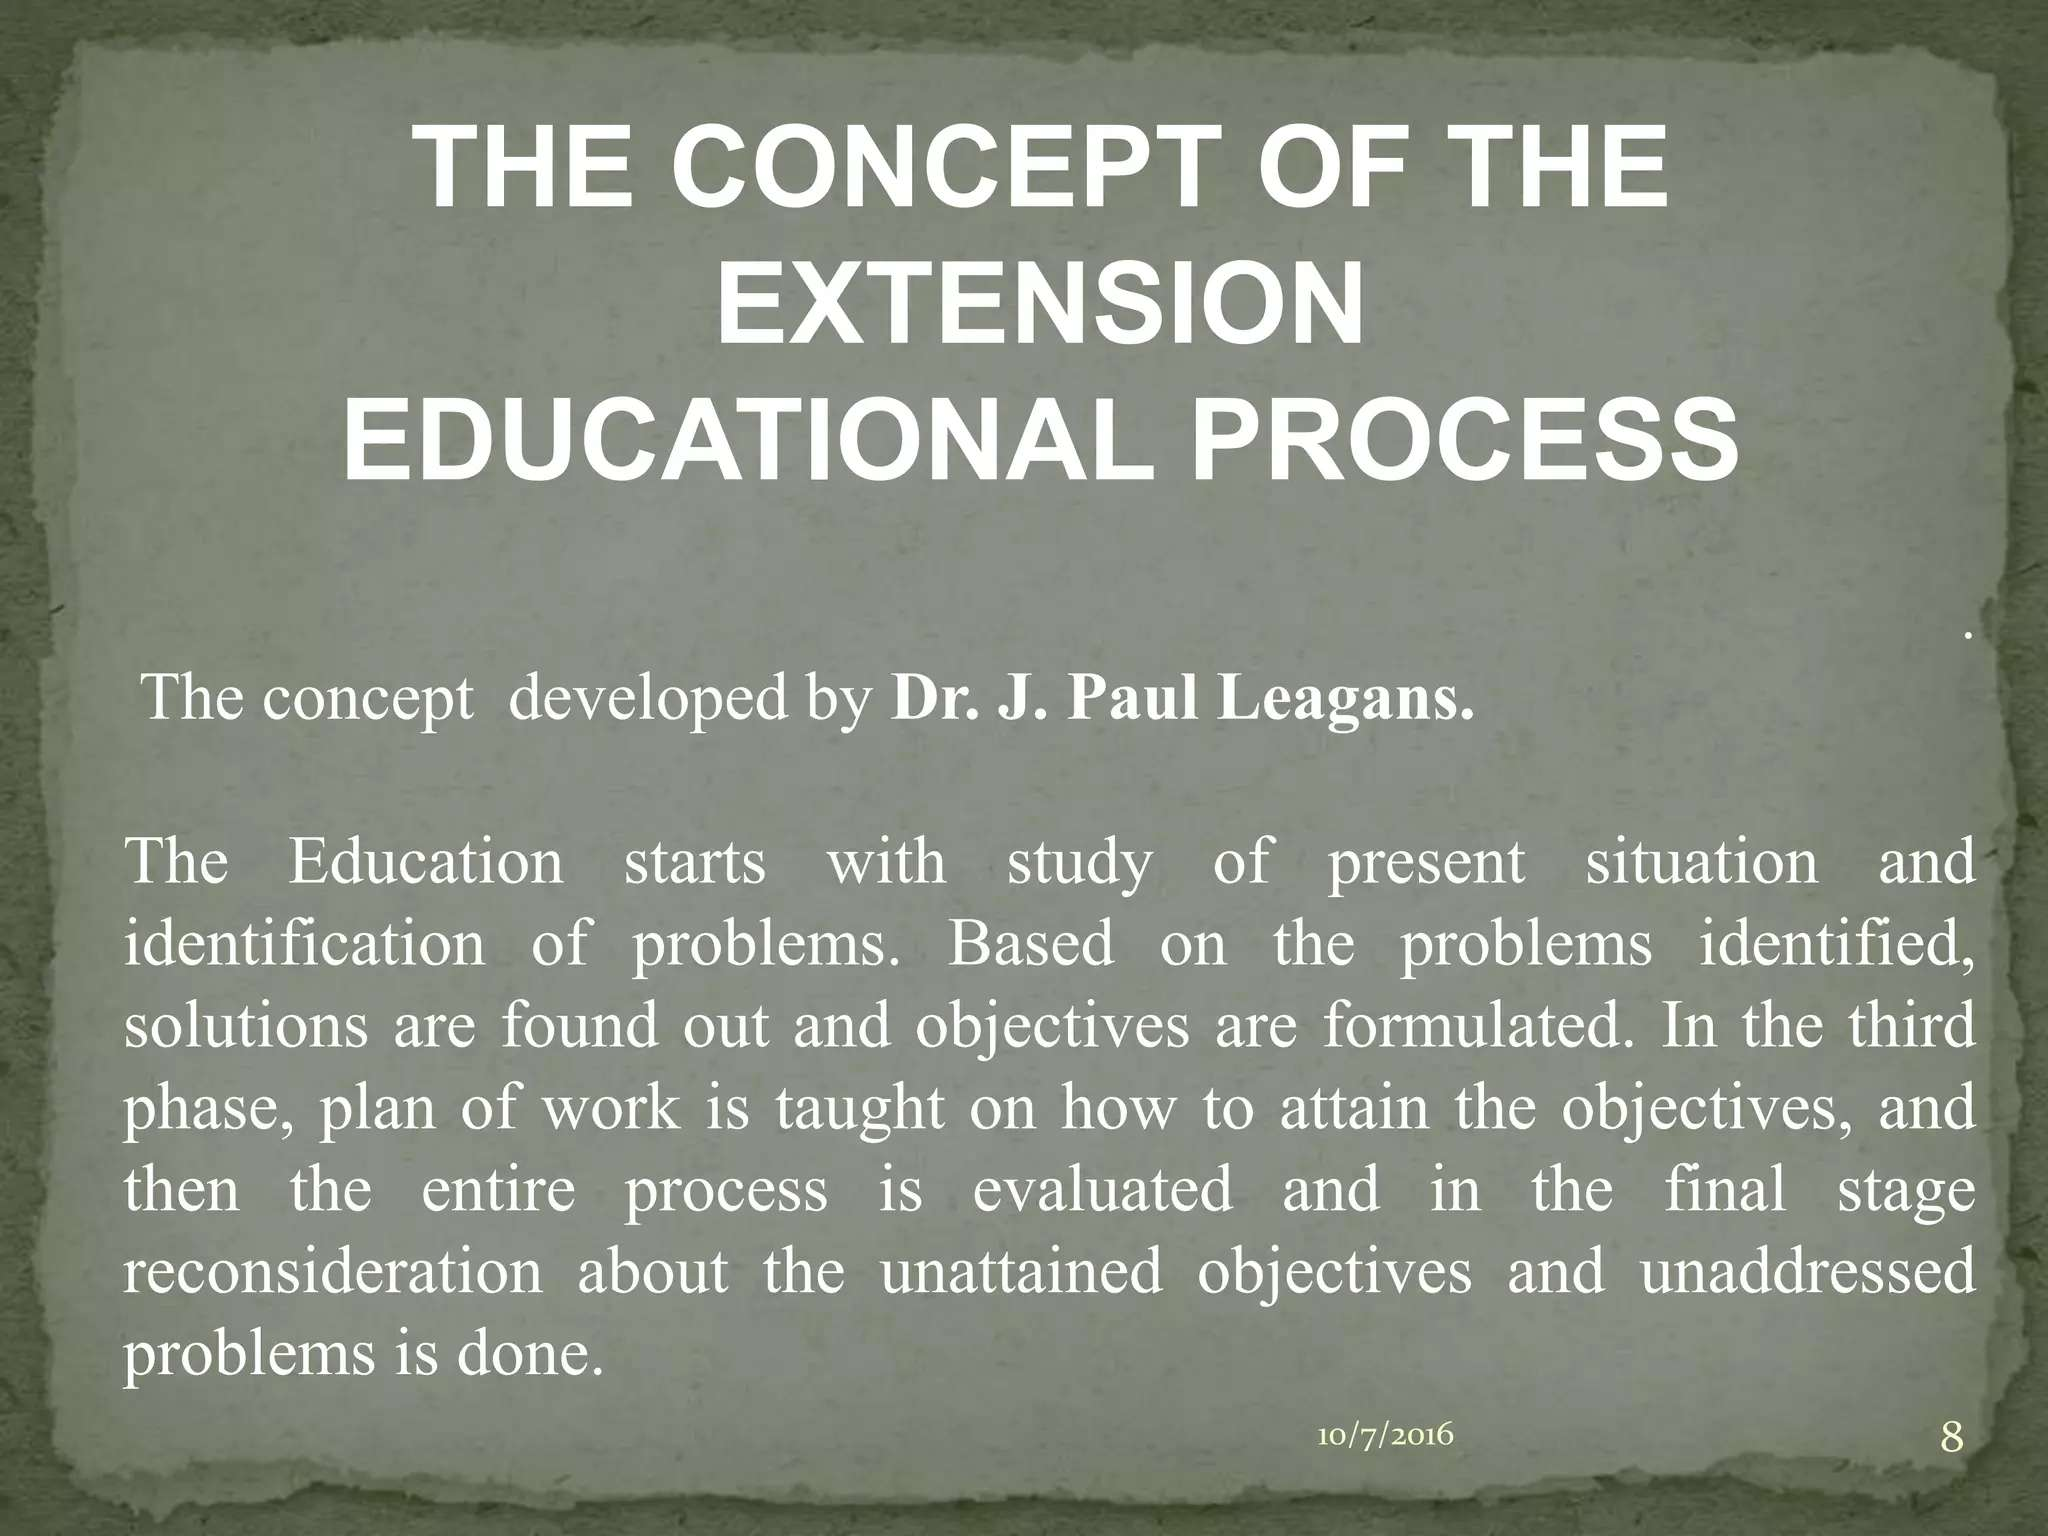 THE CONCEPT OF THE
EXTENSION
EDUCATIONAL PROCESS
.
The concept  developed by Dr. J. Paul Leagans.
The Education starts with study of present situation and
identification of problems. Based on the problems identified,
solutions are found out and objectives are formulated. In the third
phase, plan of work is taught on how to attain the objectives, and
then the entire process is evaluated and in the final stage
reconsideration about the unattained objectives and unaddressed
problems is done.
10/7/2016
8